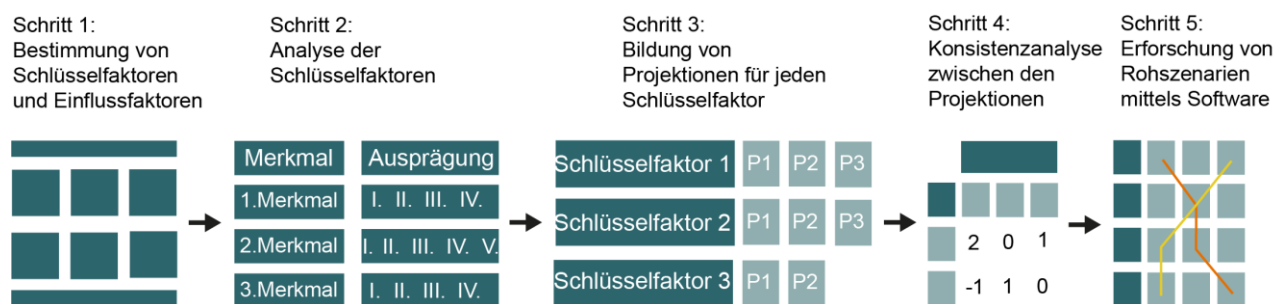 Schritt 1:
Bestimmung von
Schlüsselfaktoren
und Einflussfaktoren
Schritt 2:
Analyse der
Schlüsselfaktoren
Schritt 3:
Bildung von
Projektionen für jeden
Schlüsselfaktor
Schritt 4:
Konsistenzanalyse
zwischen den
Projektionen
Schritt 5:
Erforschung von
Rohszenarien
mittels Software
Merkmal Ausprägung
1.Merkmal I. II. III. IV.
2.Merkmal I. II. III. IV. V.
3.Merkmal I. II. III. IV.
Schlüsselfaktor 1 P1 P2 P3
Schlüsselfaktor 2 P1 P2 P3
Schlüsselfaktor 3 P1 P2
2 0 1
-1 1 0